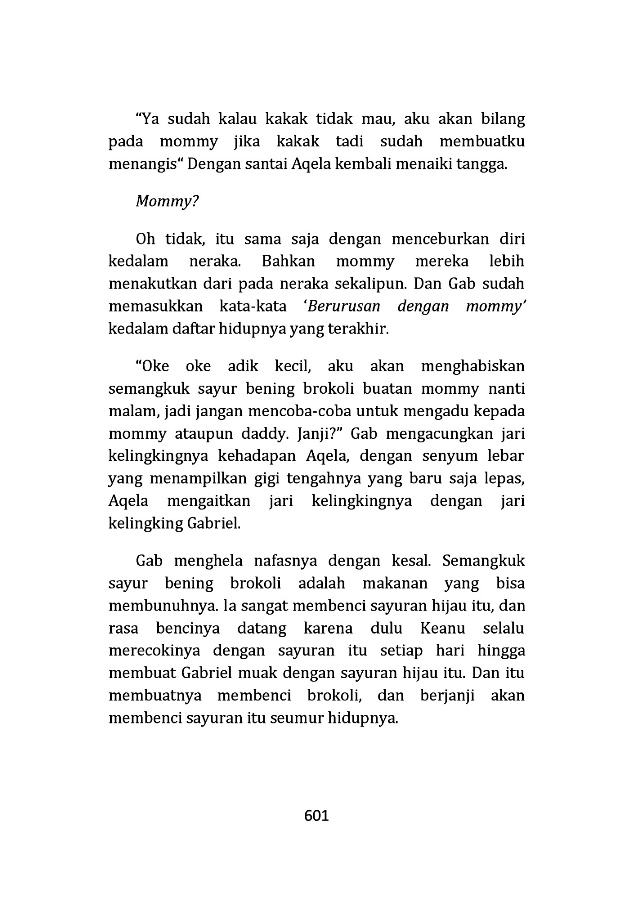 “Ya sudah kalau kakak tidak mau, aku akan bilang
pada mommy jika kakak tadi sudah membuatku
menangis“ Dengan santai Aqela kembali menaiki tangga.
Mommy?
Oh tidak, itu sama saja dengan menceburkan diri
kedalam neraka. Bahkan mommy mereka lebih
menakutkan dari pada neraka sekalipun. Dan Gab sudah
memasukkan kata-kata ‘Berurusan dengan mommy’
kedalam daftar hidupnya yang terakhir.
“Oke oke adik kecil, aku akan menghabiskan
semangkuk sayur bening brokoli buatan mommy nanti
malam, jadi jangan mencoba-coba untuk mengadu kepada
mommy ataupun daddy. Janji?” Gab mengacungkan jari
kelingkingnya kehadapan Aqela, dengan senyum lebar
yang menampilkan gigi tengahnya yang baru saja lepas,
Aqela mengaitkan jari kelingkingnya dengan jari
kelingking Gabriel.
Gab menghela nafasnya dengan kesal. Semangkuk
sayur bening brokoli adalah makanan yang bisa
membunuhnya. Ia sangat membenci sayuran hijau itu, dan
rasa bencinya datang karena dulu Keanu selalu
merecokinya dengan sayuran itu setiap hari hingga
membuat Gabriel muak dengan sayuran hijau itu. Dan itu
membuatnya membenci brokoli, dan berjanji akan
membenci sayuran itu seumur hidupnya.
601